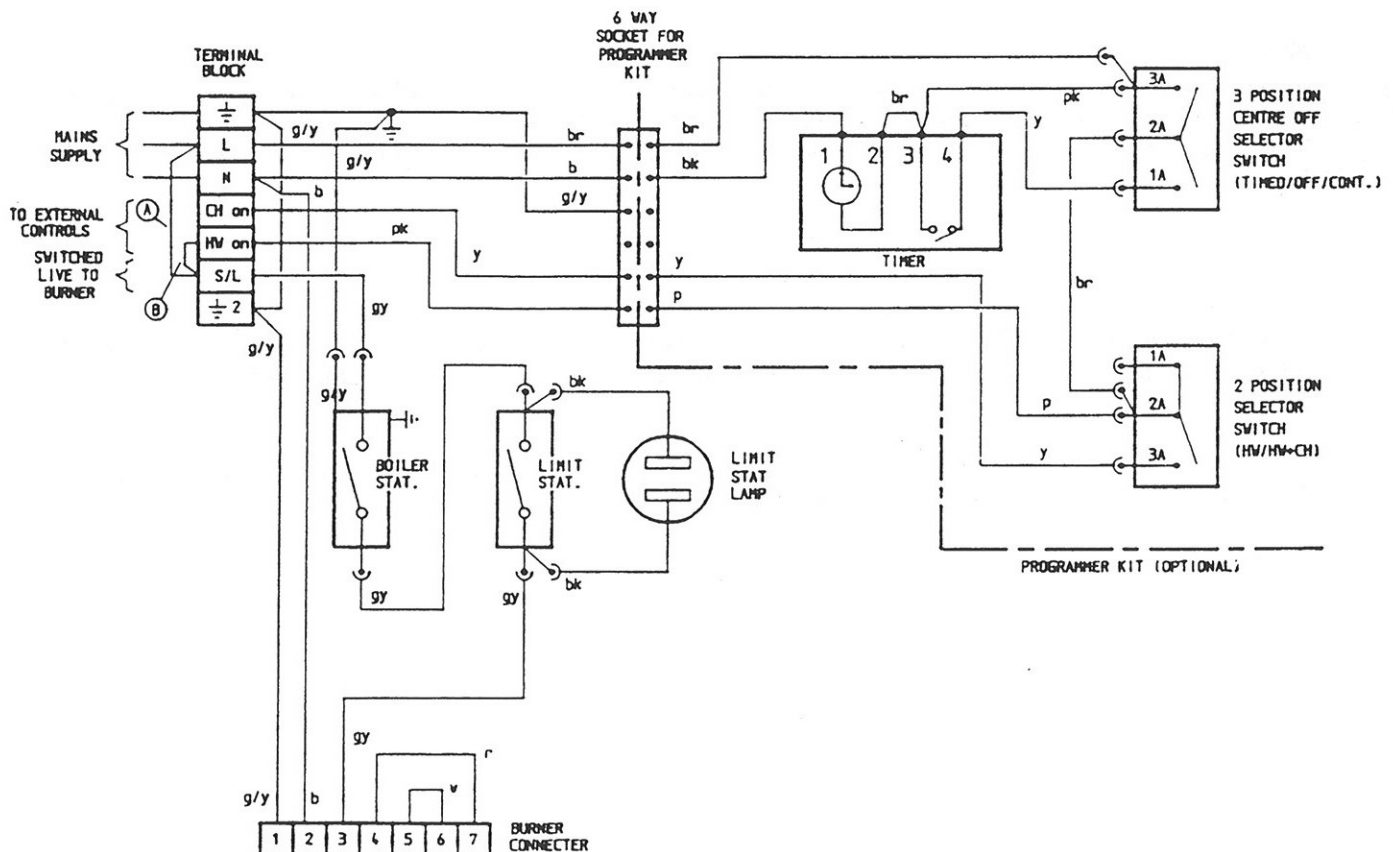 6 WAY
SOCKET FOR
PROGRAMMER
KIT
TERMINAL
BLOCK
MAINS
SUPPLY
⏚
L
N
CH on
HW on
S/L
⏚ 2
TO EXTERNAL
CONTROLS
SWITCHED
LIVE TO
BURNER
A
B
g/y
g/y
b
pk
y
gy
g/y
g/y
br
b
g/y
br
bk
y
p
br
pk
y
1 2 3 4
TIMER
3A
2A
1A
3 POSITION
CENTRE OFF
SELECTOR
SWITCH
(TIMED/OFF/CONT.)
br
1A
2A
3A
p
y
2 POSITION
SELECTOR
SWITCH
(HW/HW+CH)
BOILER
STAT.
LIMIT
STAT.
LIMIT
STAT
LAMP
bk
bk
gy
gy
PROGRAMMER KIT (OPTIONAL)
gy
r
w
g/y
b
1 2 3 4 5 6 7
BURNER
CONNECTER